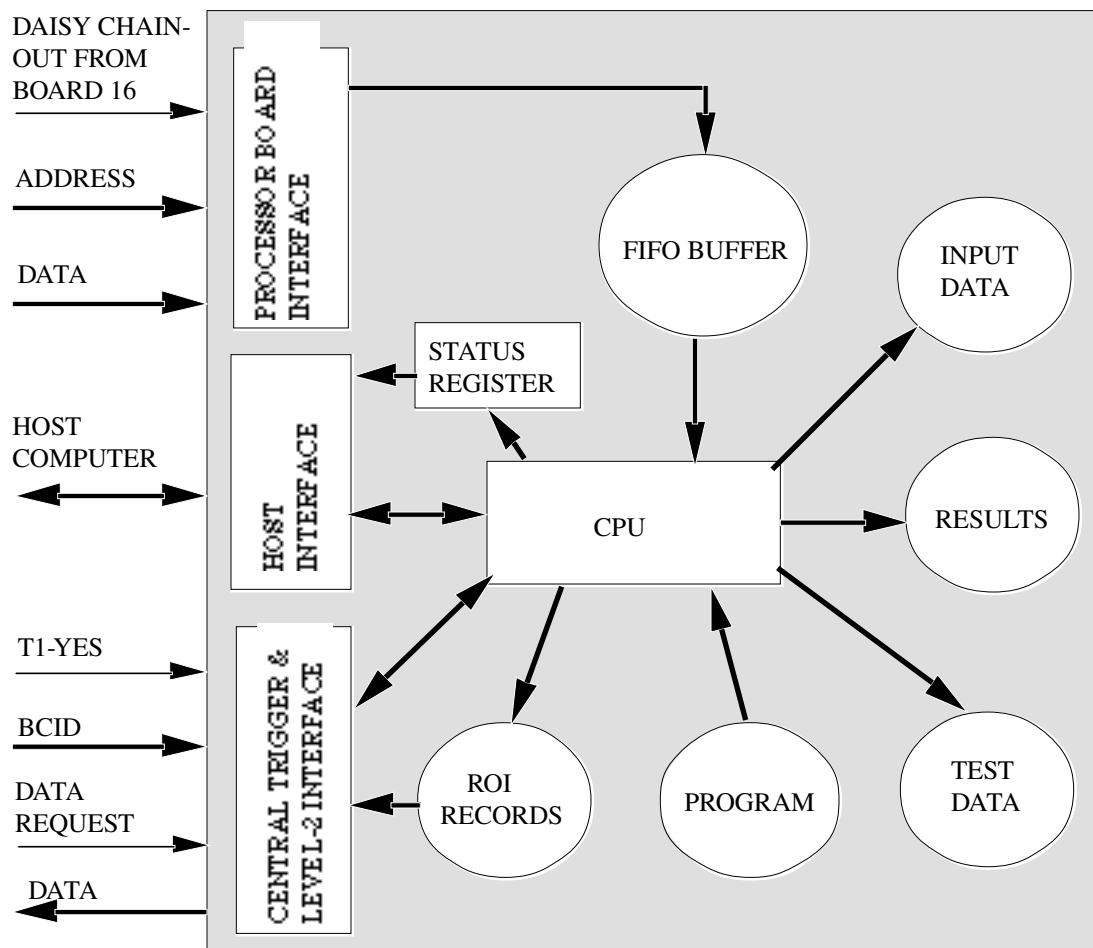 DAISY CHAIN-
OUT FROM
BOARD 16
ADDRESS
DATA
HOST
COMPUTER
T1-YES
BCID
DATA
REQUEST
DATA
PROCESSOR BOARD
INTERFACE
HOST
INTERFACE
CENTRAL TRIGGER &
LEVEL-2 INTERFACE
STATUS
REGISTER
FIFO BUFFER
INPUT
DATA
CPU
RESULTS
ROI
RECORDS
PROGRAM
TEST
DATA